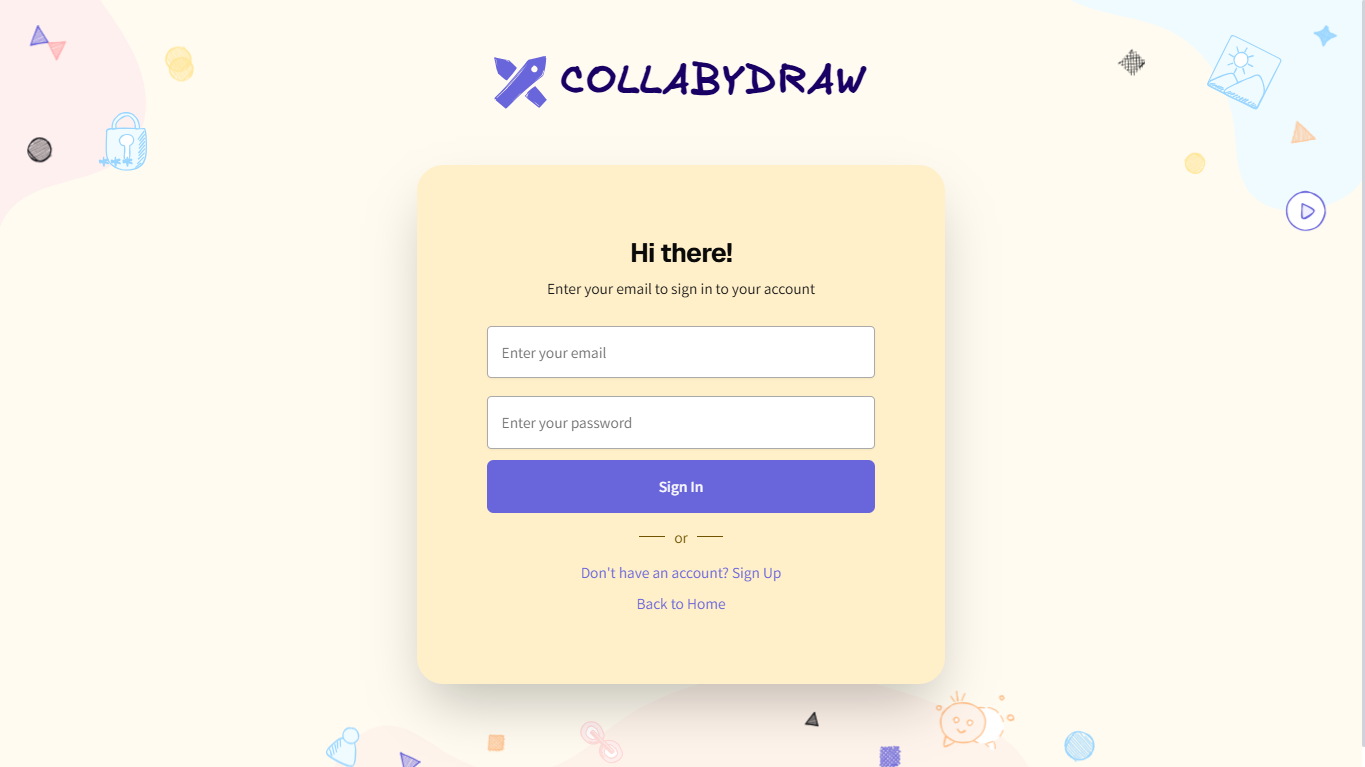 COLLABYDRAW
Hi there!
Enter your email to sign in to your account
Enter your email
Enter your password
Sign In
or
Don't have an account? Sign Up
Back to Home